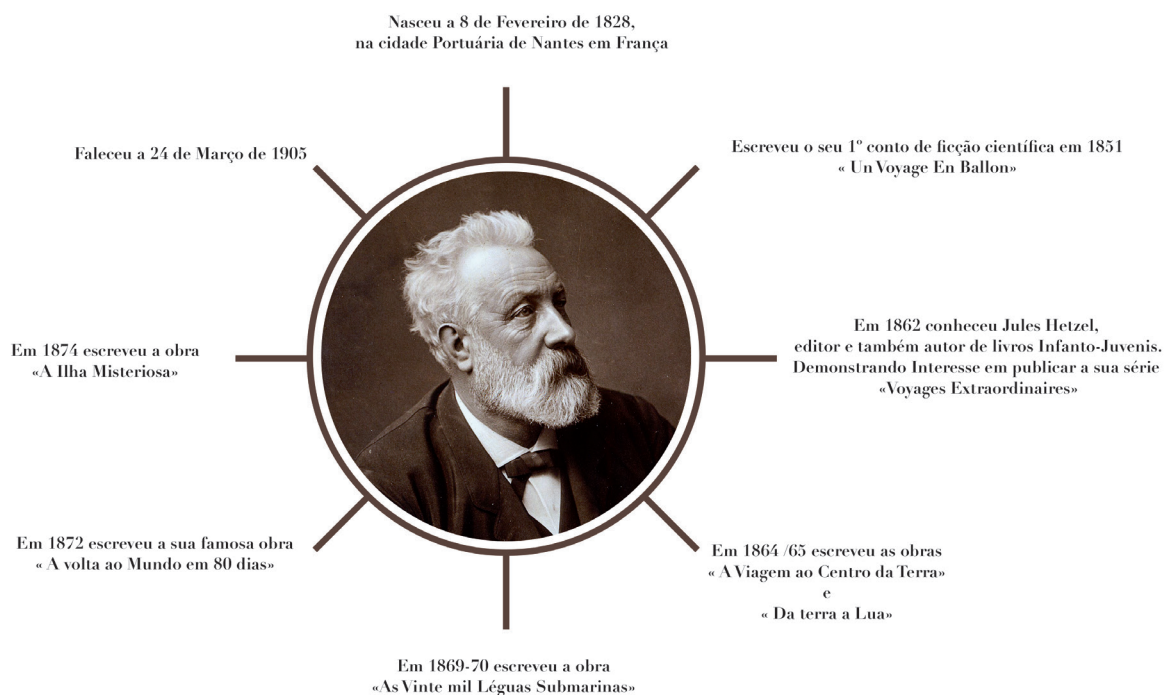 Nasceu a 8 de Fevereiro de 1828,
na cidade Portuária de Nantes em França
Escreveu o seu 1º conto de ficção científica em 1851
« Un Voyage En Ballon»
Em 1862 conheceu Jules Hetzel,
editor e também autor de livros Infanto-Juvenis.
Demonstrando Interesse em publicar a sua série
«Voyages Extraordinaires»
Em 1864 /65 escreveu as obras
« A Viagem ao Centro da Terra»
e
« Da terra a Lua»
Em 1869-70 escreveu a obra
«As Vinte mil Léguas Submarinas»
Em 1872 escreveu a sua famosa obra
« A volta ao Mundo em 80 dias»
Em 1874 escreveu a obra
«A Ilha Misteriosa»
Faleceu a 24 de Março de 1905